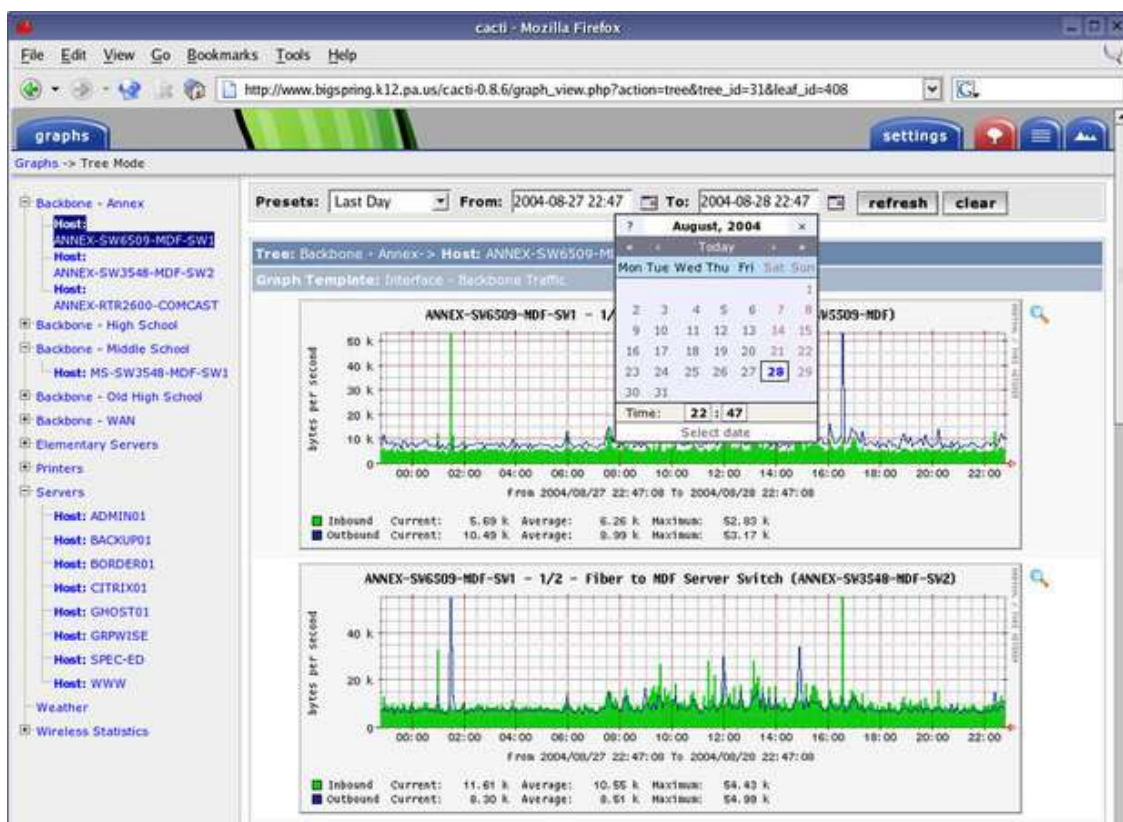 cacti - Mozilla Firefox
File Edit View Go Bookmarks Tools Help
http://www.bigspring.k12.pa.us/cacti-0.8.6/graph_view.php?action=tree&tree_id=31&leaf_id=408
G
graphs
settings
Graphs -> Tree Mode
Backbone - Annex
Host:
ANNEX-SW6509-MDF-SW1
Host:
ANNEX-SW3548-MDF-SW2
Host:
ANNEX-RTR2600-COMCAST
Backbone - High School
Backbone - Middle School
Host: MS-SW3548-MDF-SW1
Backbone - Old High School
Backbone - WAN
Elementary Servers
Printers
Servers
Host: ADMIN01
Host: BACKUP01
Host: BORDER01
Host: CITRIX01
Host: GHOST01
Host: GRPWISE
Host: SPEC-ED
Host: WWW
Weather
Wireless Statistics
Presets: Last Day From: 2004-08-27 22:47 To: 2004-08-28 22:47 refresh clear
Tree: Backbone - Annex-> Host: ANNEX-SW6509-M
Graph Template: Interface - Backbone Traffic
? August, 2004 ×
« ‹ Today › »
Mon Tue Wed Thu Fri Sat Sun
1
2 3 4 5 6 7 8
9 10 11 12 13 14 15
16 17 18 19 20 21 22
23 24 25 26 27 28 29
30 31
Time: 22 : 47
Select date
ANNEX-SW6509-MDF-SW1 - 1/ W5509-MDF)
bytes per second
50 k
40 k
30 k
20 k
10 k
0
00:00 02:00 04:00 06:00 08:00 10:00 12:00 14:00 16:00 18:00 20:00 22:00
From 2004/08/27 22:47:08 To 2004/08/28 22:47:08
Inbound Current: 5.69 k Average: 6.26 k Maximum: 52.83 k
Outbound Current: 10.49 k Average: 8.99 k Maximum: 53.17 k
ANNEX-SW6509-MDF-SW1 - 1/2 - Fiber to MDF Server Switch (ANNEX-SW3548-MDF-SW2)
bytes per second
40 k
20 k
0
00:00 02:00 04:00 06:00 08:00 10:00 12:00 14:00 16:00 18:00 20:00 22:00
From 2004/08/27 22:47:08 To 2004/08/28 22:47:08
Inbound Current: 11.61 k Average: 10.55 k Maximum: 54.43 k
Outbound Current: 8.30 k Average: 8.51 k Maximum: 54.98 k